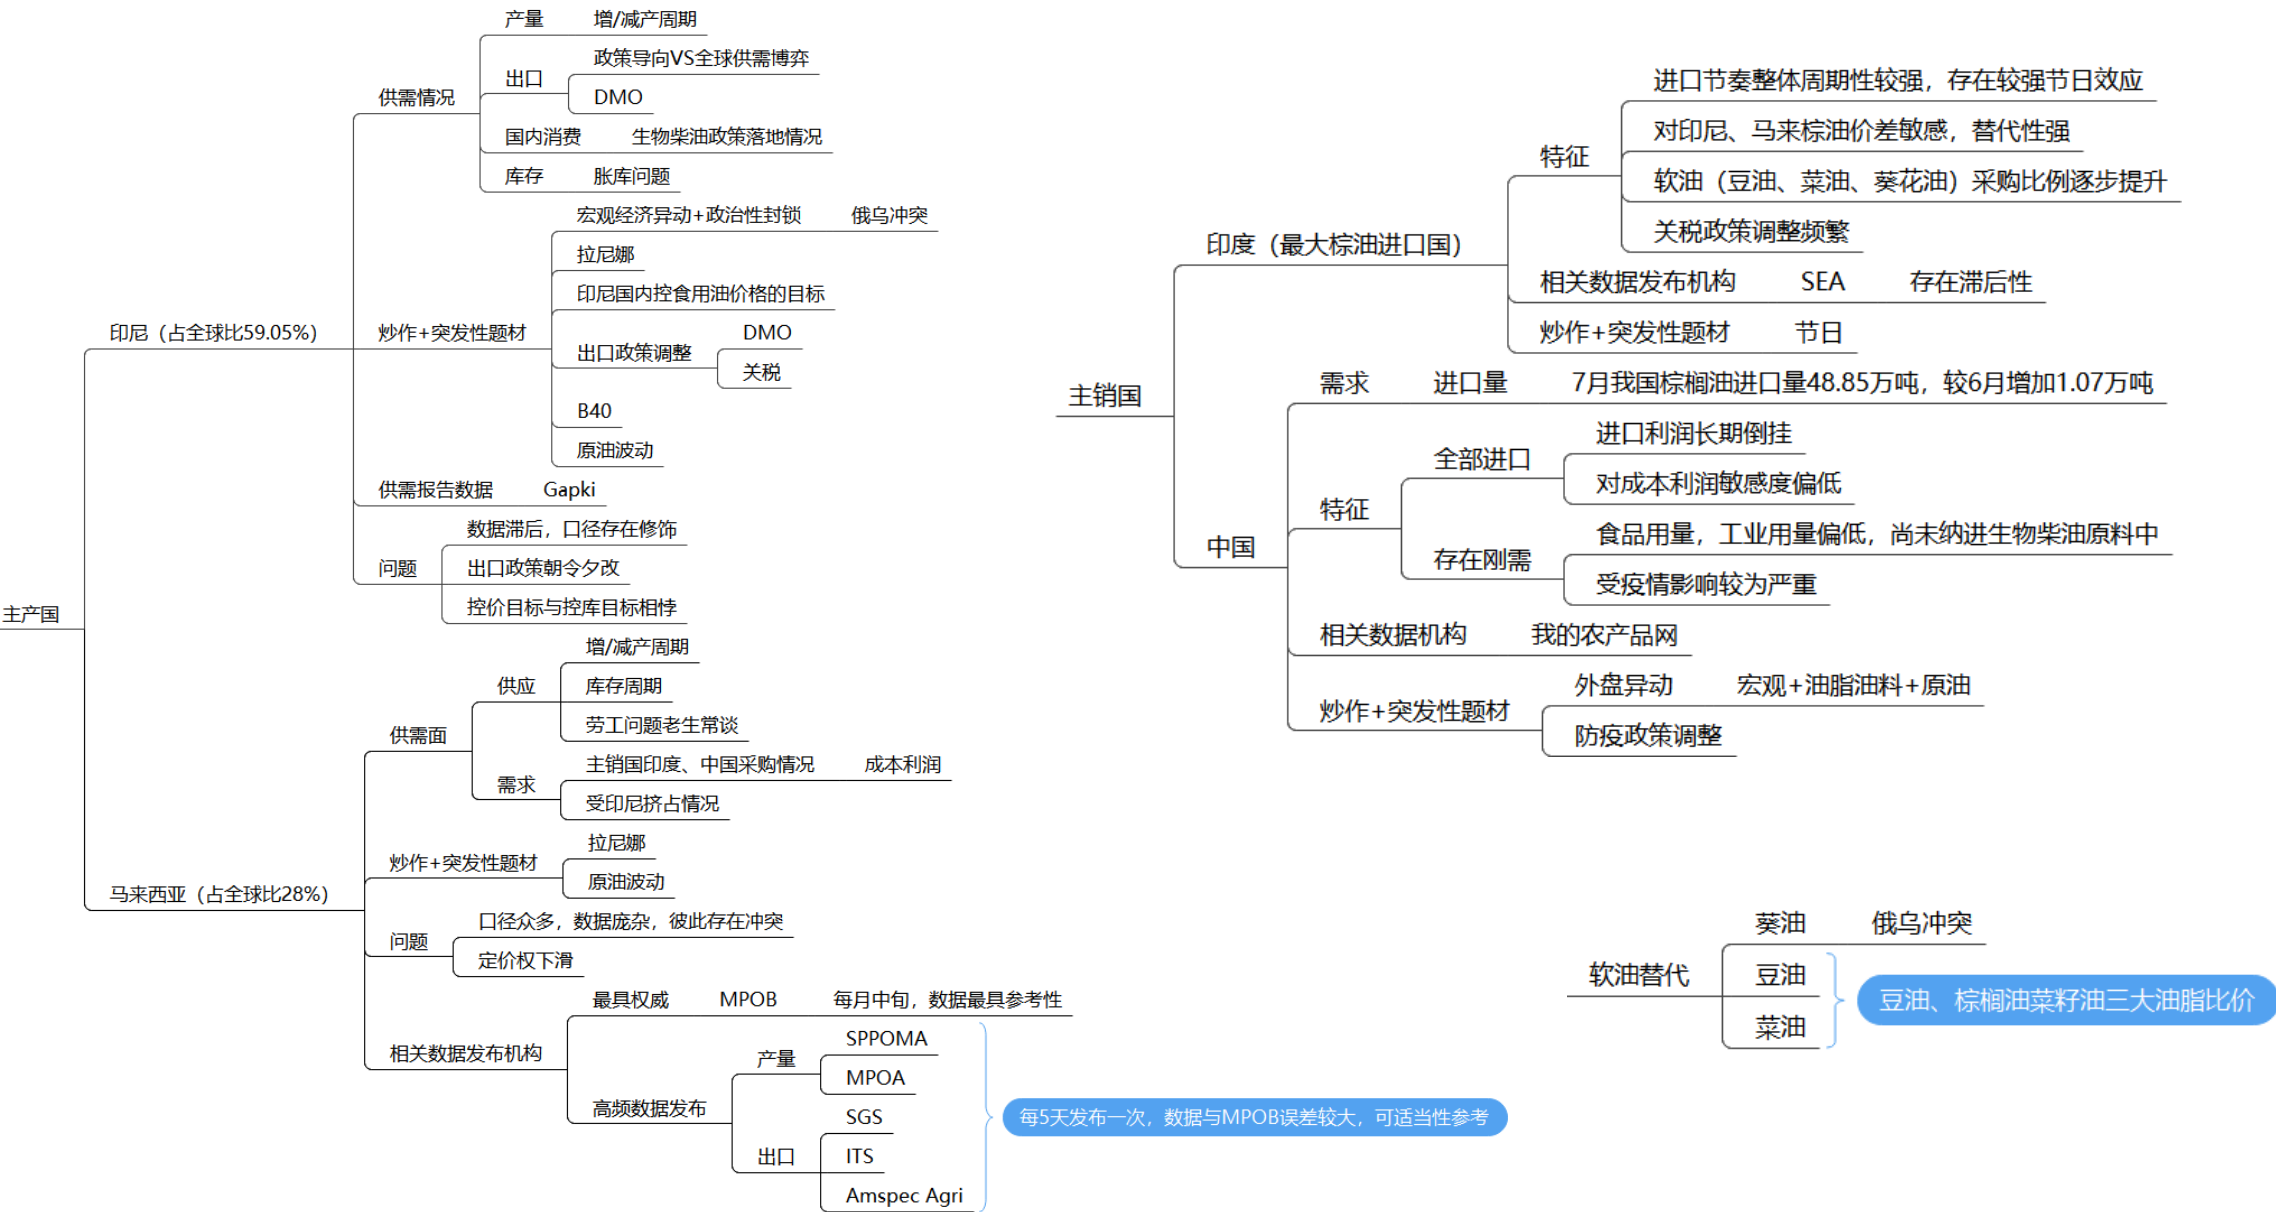 主产国
印尼（占全球比59.05%）
供需情况
产量
增/减产周期
出口
政策导向VS全球供需博弈
DMO
国内消费
生物柴油政策落地情况
库存
胀库问题
炒作+突发性题材
宏观经济异动+政治性封锁
俄乌冲突
拉尼娜
印尼国内控食用油价格的目标
出口政策调整
DMO
关税
B40
原油波动
供需报告数据
Gapki
问题
数据滞后，口径存在修饰
出口政策朝令夕改
控价目标与控库目标相悖
马来西亚（占全球比28%）
供需面
供应
增/减产周期
库存周期
劳工问题老生常谈
需求
主销国印度、中国采购情况
成本利润
受印尼挤占情况
炒作+突发性题材
拉尼娜
原油波动
问题
口径众多，数据庞杂，彼此存在冲突
定价权下滑
相关数据发布机构
最具权威
MPOB
每月中旬，数据最具参考性
高频数据发布
产量
SPPOMA
MPOA
出口
SGS
ITS
Amspec Agri
每5天发布一次，数据与MPOB误差较大，可适当性参考
主销国
印度（最大棕油进口国）
特征
进口节奏整体周期性较强，存在较强节日效应
对印尼、马来棕油价差敏感，替代性强
软油（豆油、菜油、葵花油）采购比例逐步提升
关税政策调整频繁
相关数据发布机构
SEA
存在滞后性
炒作+突发性题材
节日
中国
需求
进口量
7月我国棕榈油进口量48.85万吨，较6月增加1.07万吨
特征
全部进口
进口利润长期倒挂
对成本利润敏感度偏低
存在刚需
食品用量，工业用量偏低，尚未纳进生物柴油原料中
受疫情影响较为严重
相关数据机构
我的农产品网
炒作+突发性题材
外盘异动
宏观+油脂油料+原油
防疫政策调整
软油替代
葵油
俄乌冲突
豆油
菜油
豆油、棕榈油菜籽油三大油脂比价